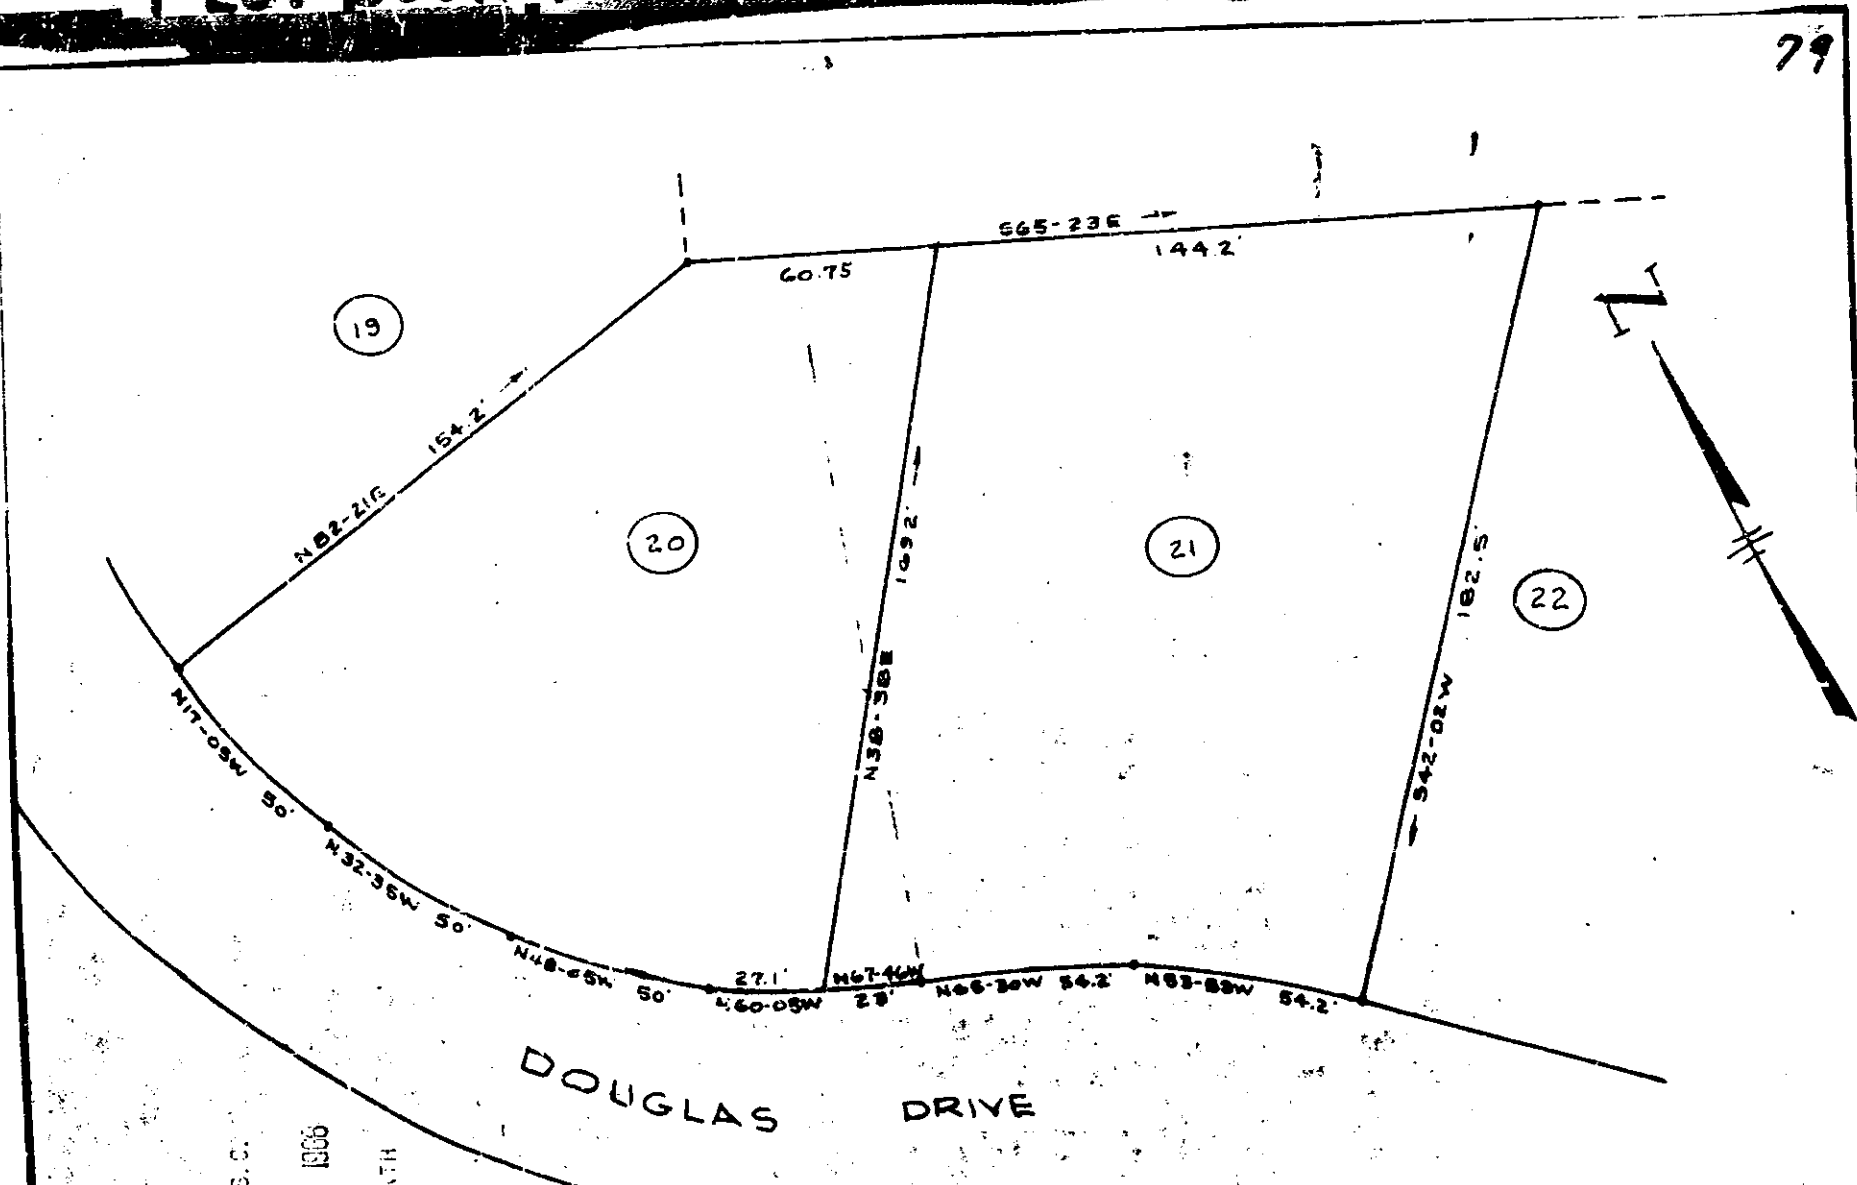 79
S65-23E
60.75
144.2'
19
154.2'
N82-21E
20
169.2'
N38-38E
21
182.5'
S42-02W
22
N
N17-05W 50'
N32-35W 50'
N48-05W 50'
27.1'
N60-05W
N67-46W
23'
N66-30W 54.2'
N53-53W 54.2'
DOUGLAS DRIVE
S.C.